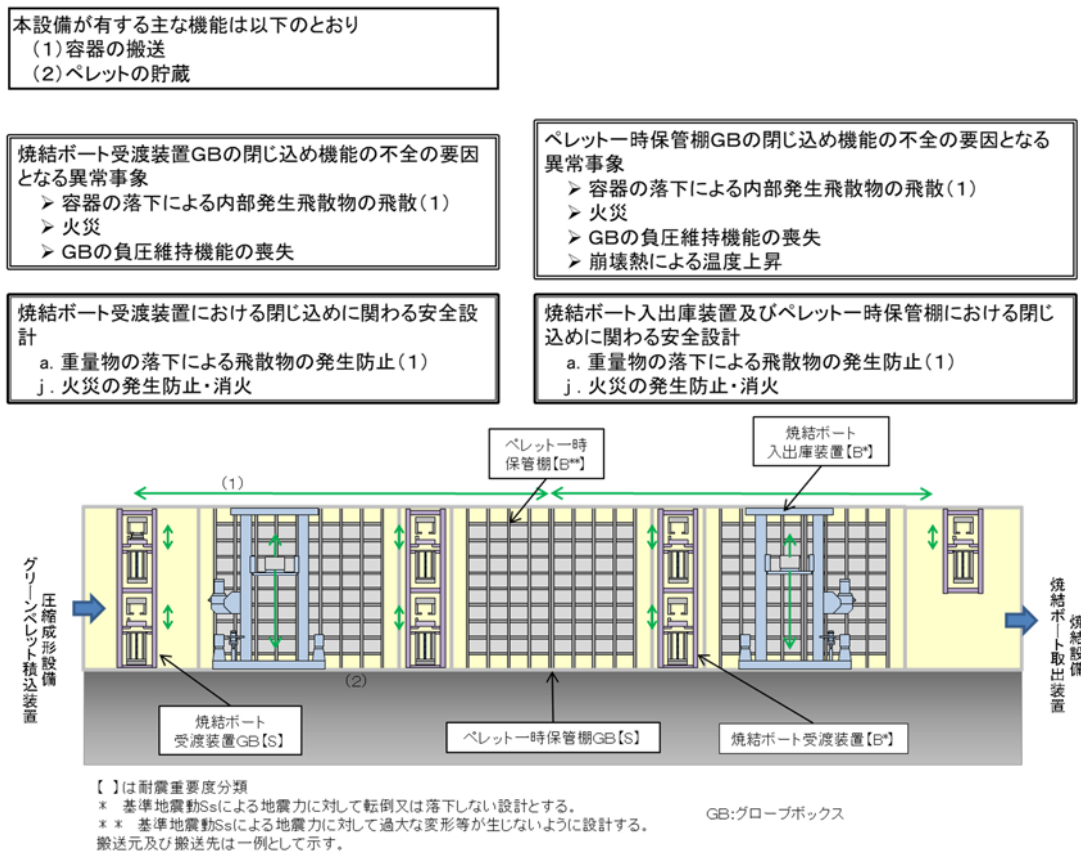 本設備が有する主な機能は以下のとおり
(1)容器の搬送
(2)ペレットの貯蔵
焼結ボート受渡装置GBの閉じ込め機能の不全の要因
となる異常事象
➢ 容器の落下による内部発生飛散物の飛散(1)
➢ 火災
➢ GBの負圧維持機能の喪失
ペレット一時保管棚GBの閉じ込め機能の不全の要因となる
異常事象
➢ 容器の落下による内部発生飛散物の飛散(1)
➢ 火災
➢ GBの負圧維持機能の喪失
➢ 崩壊熱による温度上昇
焼結ボート受渡装置における閉じ込めに関わる安全設
計
a. 重量物の落下による飛散物の発生防止(1)
j. 火災の発生防止・消火
焼結ボート入出庫装置及びペレット一時保管棚における閉じ
込めに関わる安全設計
a. 重量物の落下による飛散物の発生防止(1)
j. 火災の発生防止・消火
ペレット一時
保管棚【B**】
焼結ボート
入出庫装置【B*】
(1)
圧縮成形設備
グリーンペレット積込装置
焼結設備
焼結ボート取出装置
(2)
焼結ボート
受渡装置GB【S】
ペレット一時保管棚GB【S】
焼結ボート受渡装置【B*】
【 】は耐震重要度分類
* 基準地震動Ssによる地震力に対して転倒又は落下しない設計とする。
** 基準地震動Ssによる地震力に対して過大な変形等が生じないように設計する。
搬送元及び搬送先は一例として示す。
GB:グローブボックス